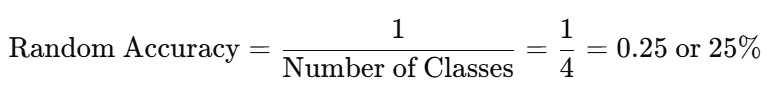 Random Accuracy = 1 / Number of Classes = 1 / 4 = 0.25 or 25%